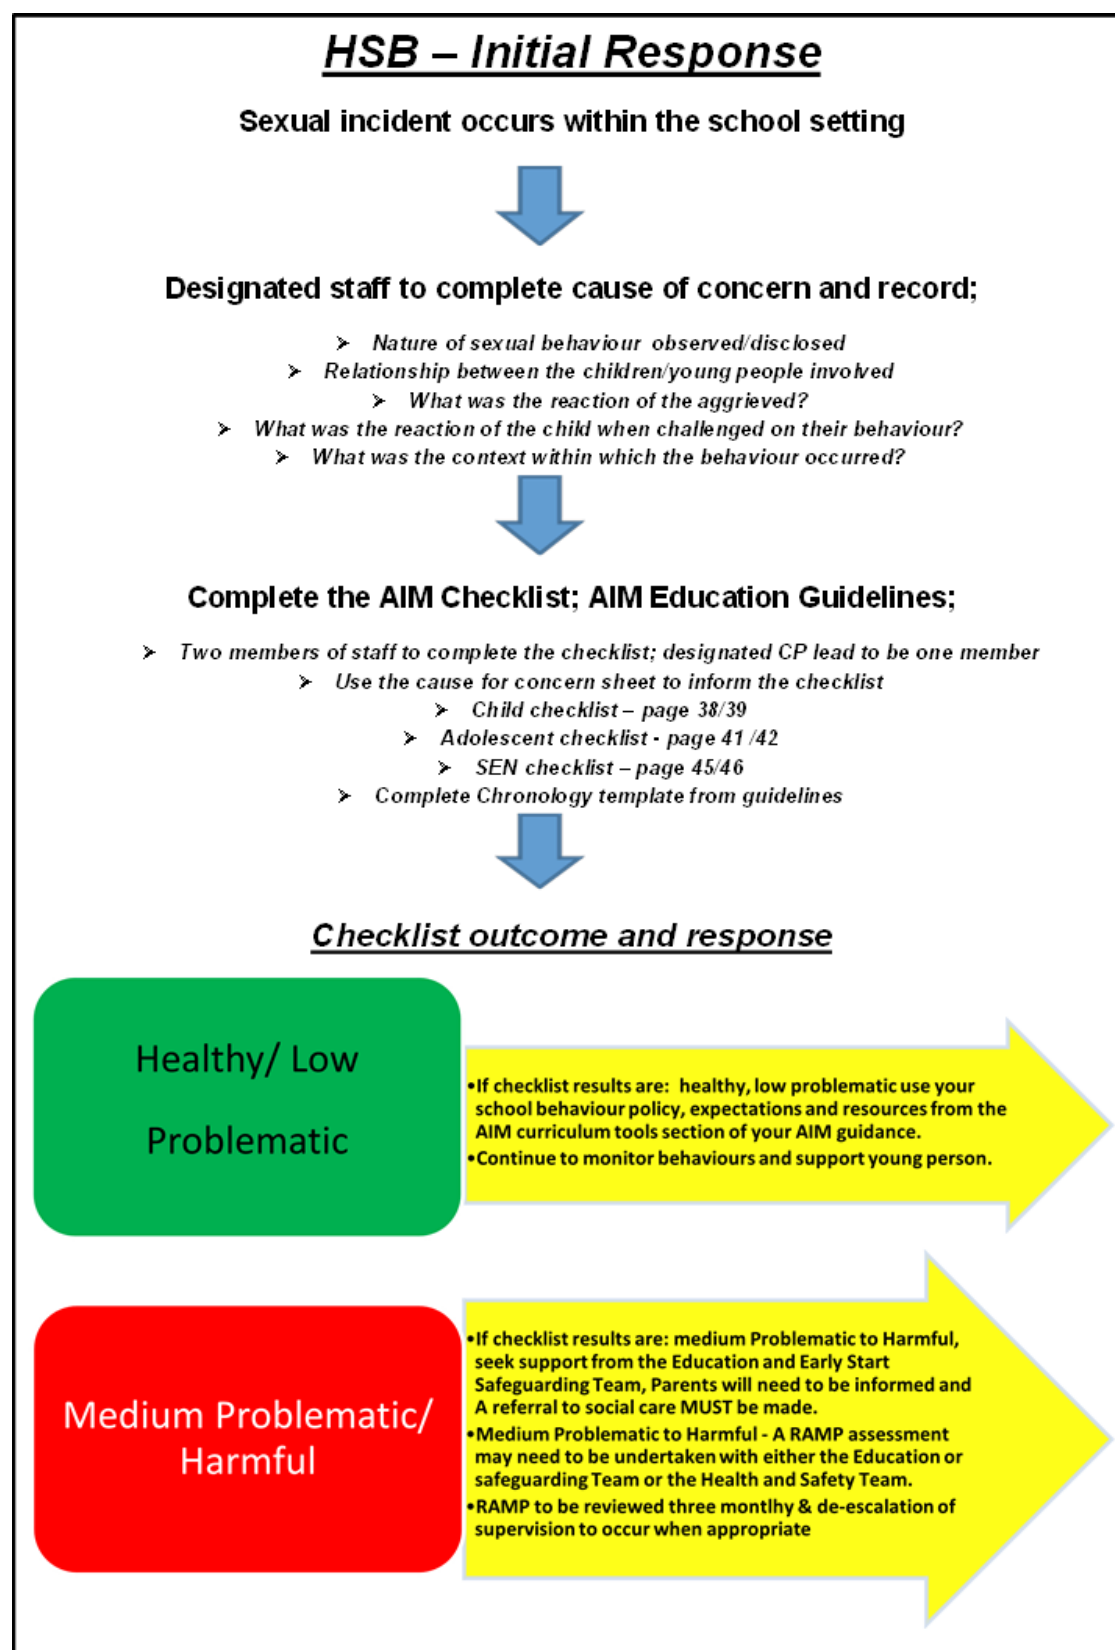 HSB – Initial Response
Sexual incident occurs within the school setting
Designated staff to complete cause of concern and record;
➢ Nature of sexual behaviour observed/disclosed
➢ Relationship between the children/young people involved
➢ What was the reaction of the aggrieved?
➢ What was the reaction of the child when challenged on their behaviour?
➢ What was the context within which the behaviour occurred?
Complete the AIM Checklist; AIM Education Guidelines;
➢ Two members of staff to complete the checklist; designated CP lead to be one member
➢ Use the cause for concern sheet to inform the checklist
➢ Child checklist – page 38/39
➢ Adolescent checklist - page 41 /42
➢ SEN checklist – page 45/46
➢ Complete Chronology template from guidelines
Checklist outcome and response
Healthy/ Low
Problematic
•If checklist results are: healthy, low problematic use your
school behaviour policy, expectations and resources from the
AIM curriculum tools section of your AIM guidance.
•Continue to monitor behaviours and support young person.
Medium Problematic/
Harmful
•If checklist results are: medium Problematic to Harmful,
seek support from the Education and Early Start
Safeguarding Team, Parents will need to be informed and
A referral to social care MUST be made.
•Medium Problematic to Harmful - A RAMP assessment
may need to be undertaken with either the Education or
safeguarding Team or the Health and Safety Team.
•RAMP to be reviewed three montlhy & de-escalation of
supervision to occur when appropriate